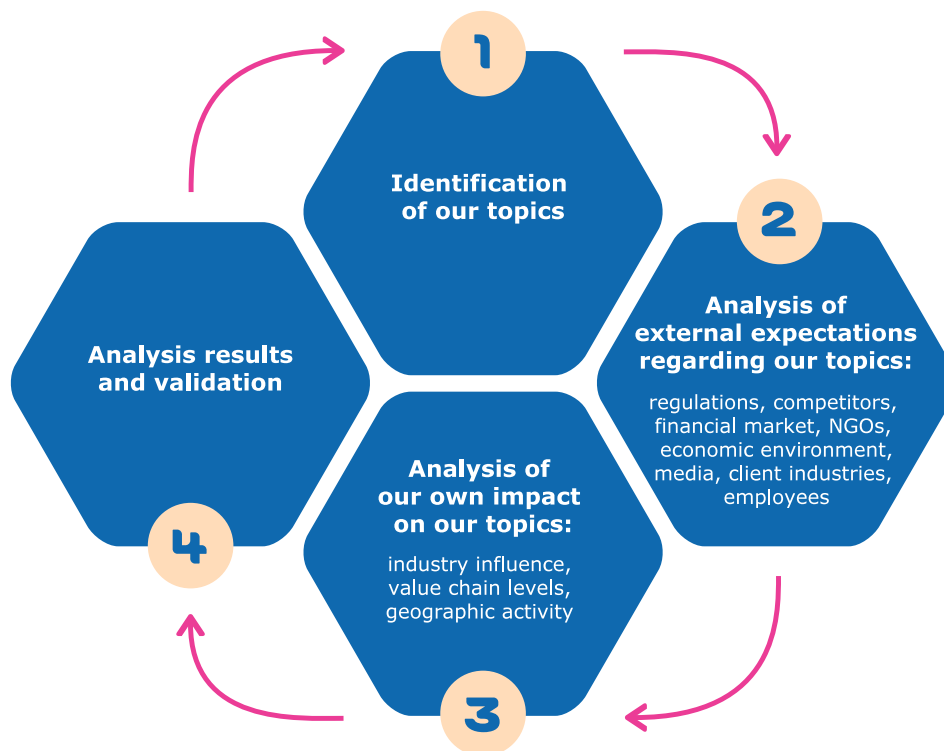 1
Identification
of our topics
2
Analysis of
external expectations
regarding our topics:
regulations, competitors,
financial market, NGOs,
economic environment,
media, client industries,
employees
3
Analysis of
our own impact
on our topics:
industry influence,
value chain levels,
geographic activity
4
Analysis results
and validation